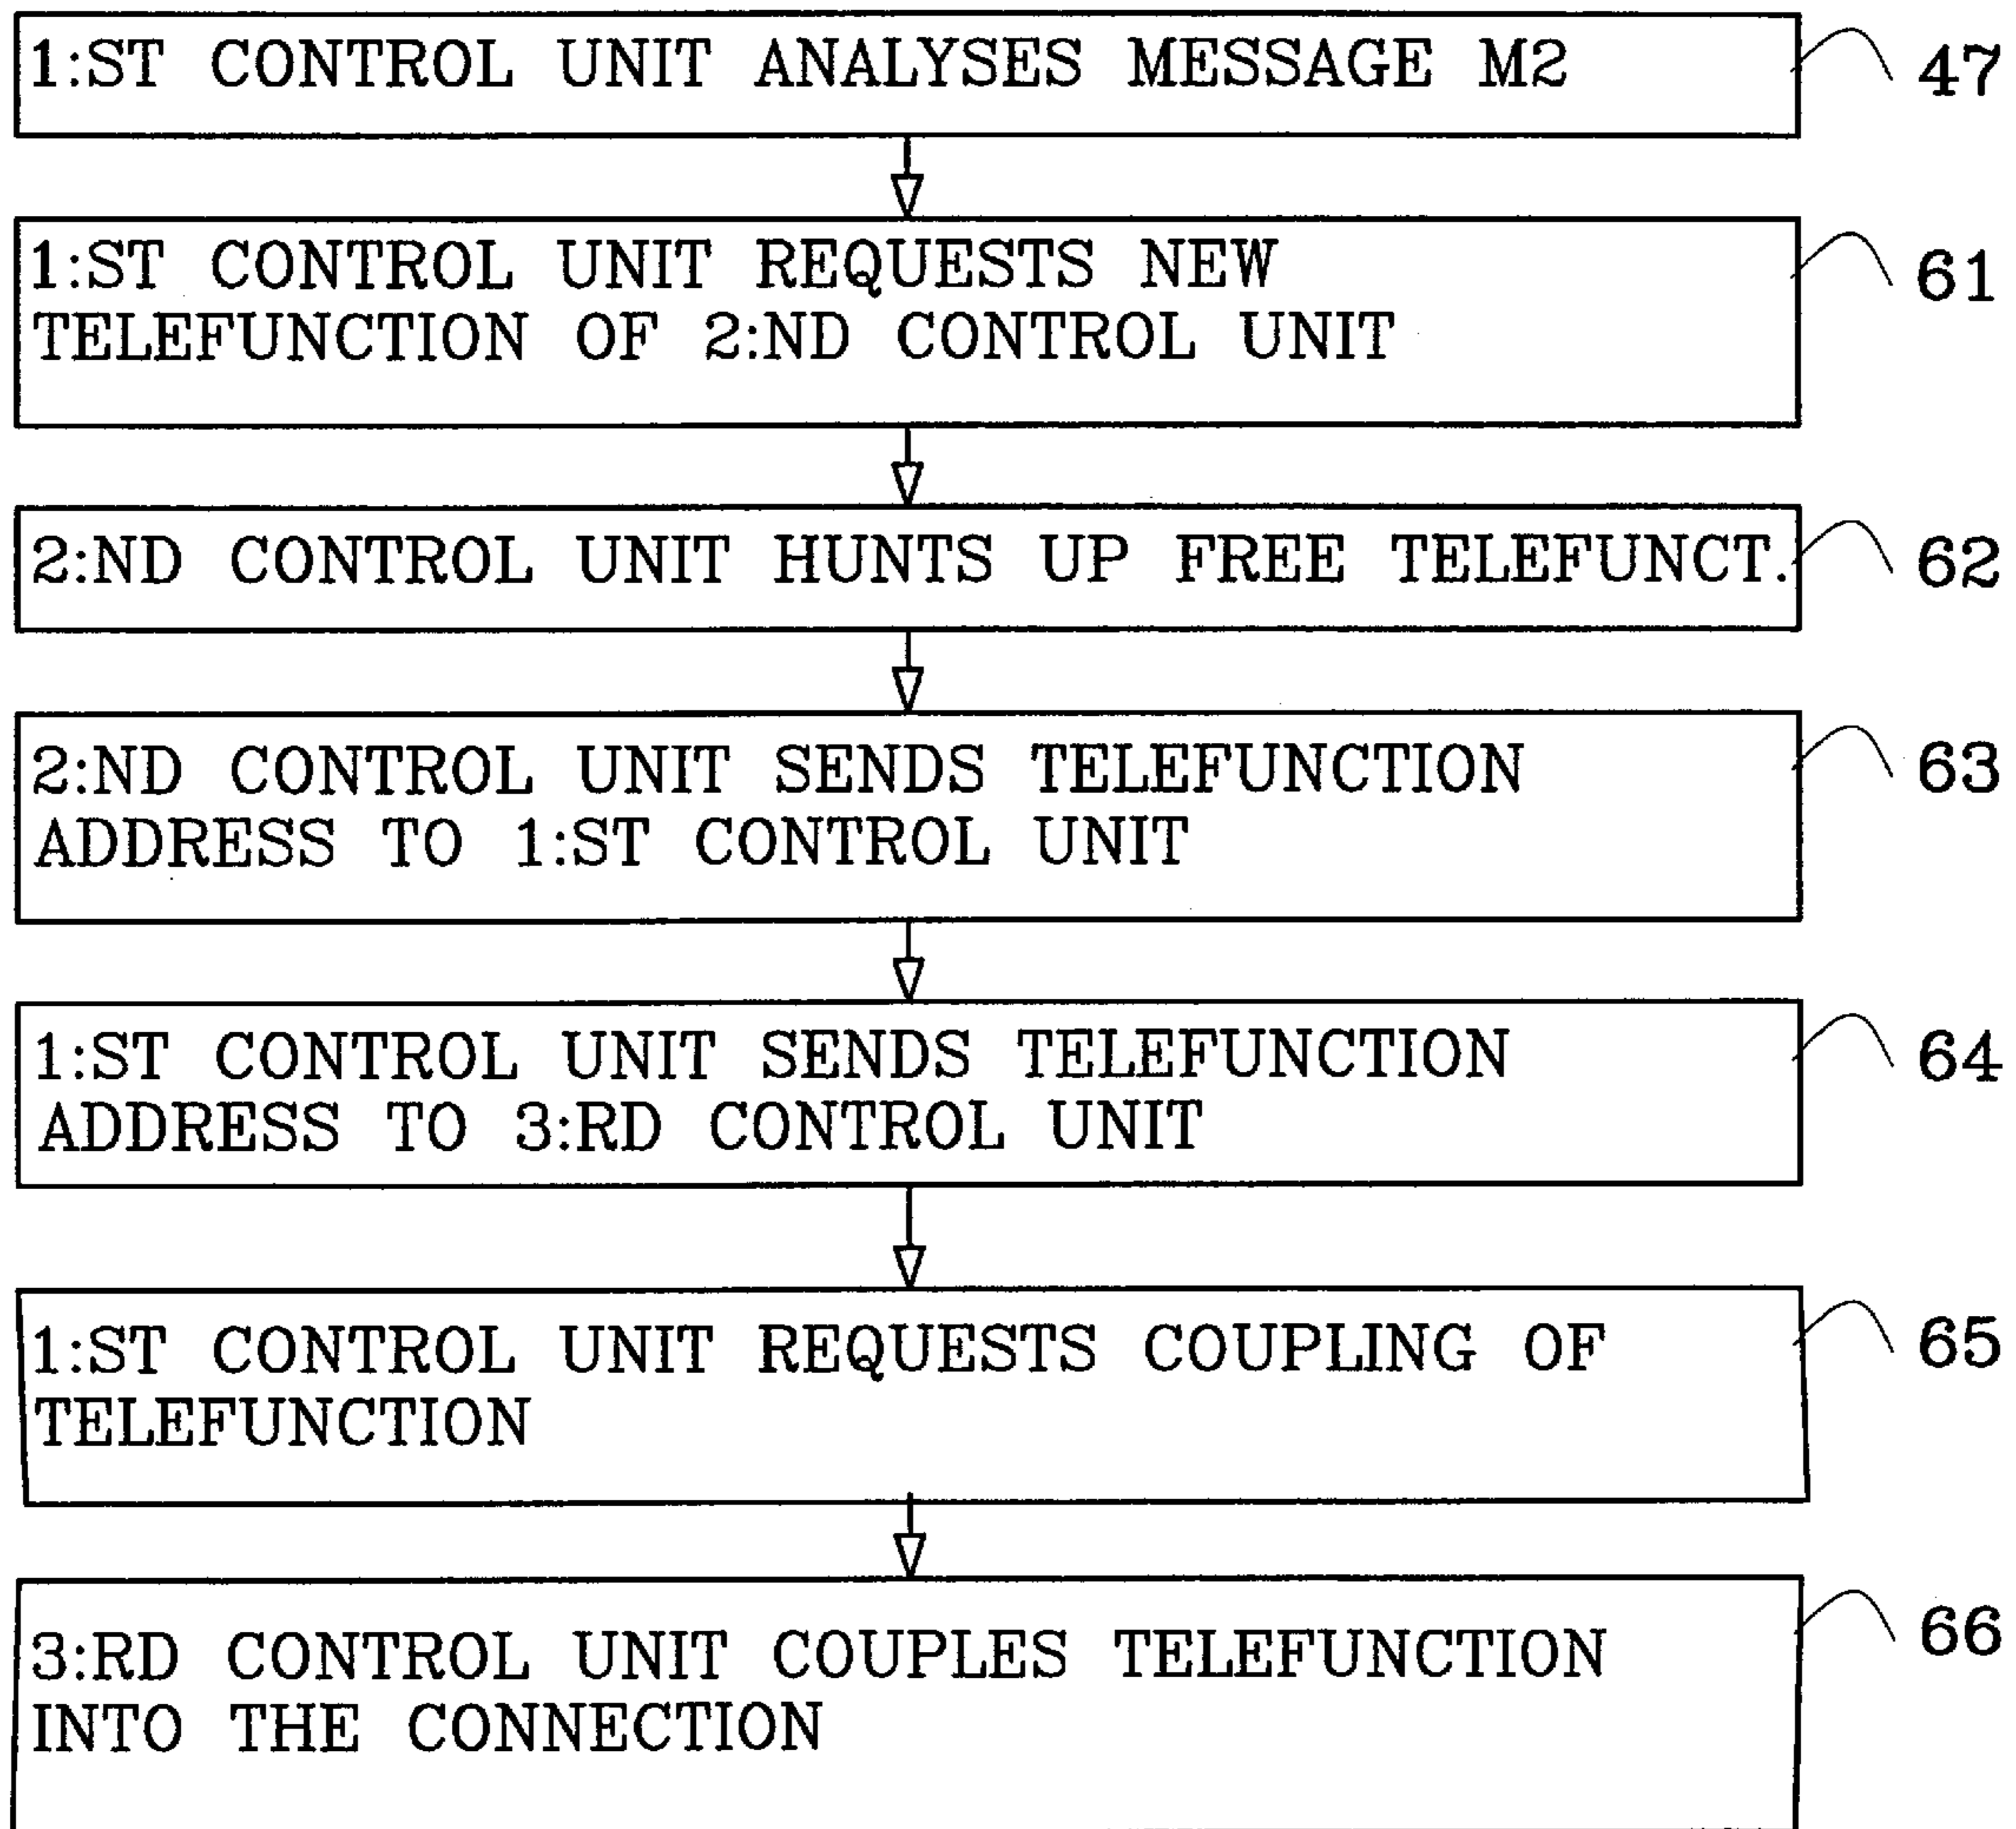 1:ST CONTROL UNIT ANALYSES MESSAGE M2
47
1:ST CONTROL UNIT REQUESTS NEW
TELEFUNCTION OF 2:ND CONTROL UNIT
61
2:ND CONTROL UNIT HUNTS UP FREE TELEFUNCT.
62
2:ND CONTROL UNIT SENDS TELEFUNCTION
ADDRESS TO 1:ST CONTROL UNIT
63
1:ST CONTROL UNIT SENDS TELEFUNCTION
ADDRESS TO 3:RD CONTROL UNIT
64
1:ST CONTROL UNIT REQUESTS COUPLING OF
TELEFUNCTION
65
3:RD CONTROL UNIT COUPLES TELEFUNCTION
INTO THE CONNECTION
66